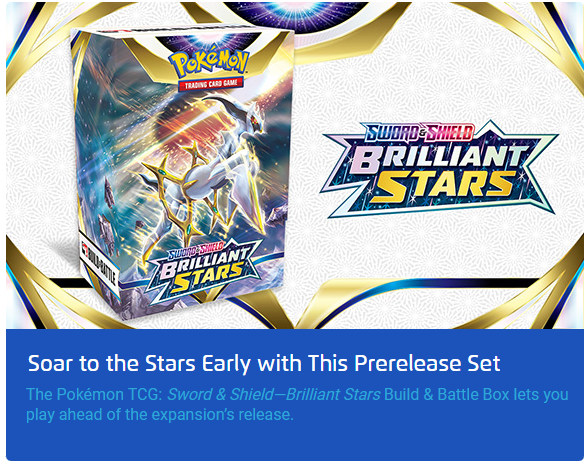 Pokémon
TRADING CARD GAME
SWORD & SHIELD
BRILLIANT
STARS
BUILD & BATTLE
SWORD & SHIELD
BRILLIANT
STARS
Soar to the Stars Early with This Prerelease Set
The Pokémon TCG: Sword & Shield—Brilliant Stars Build & Battle Box lets you
play ahead of the expansion’s release.